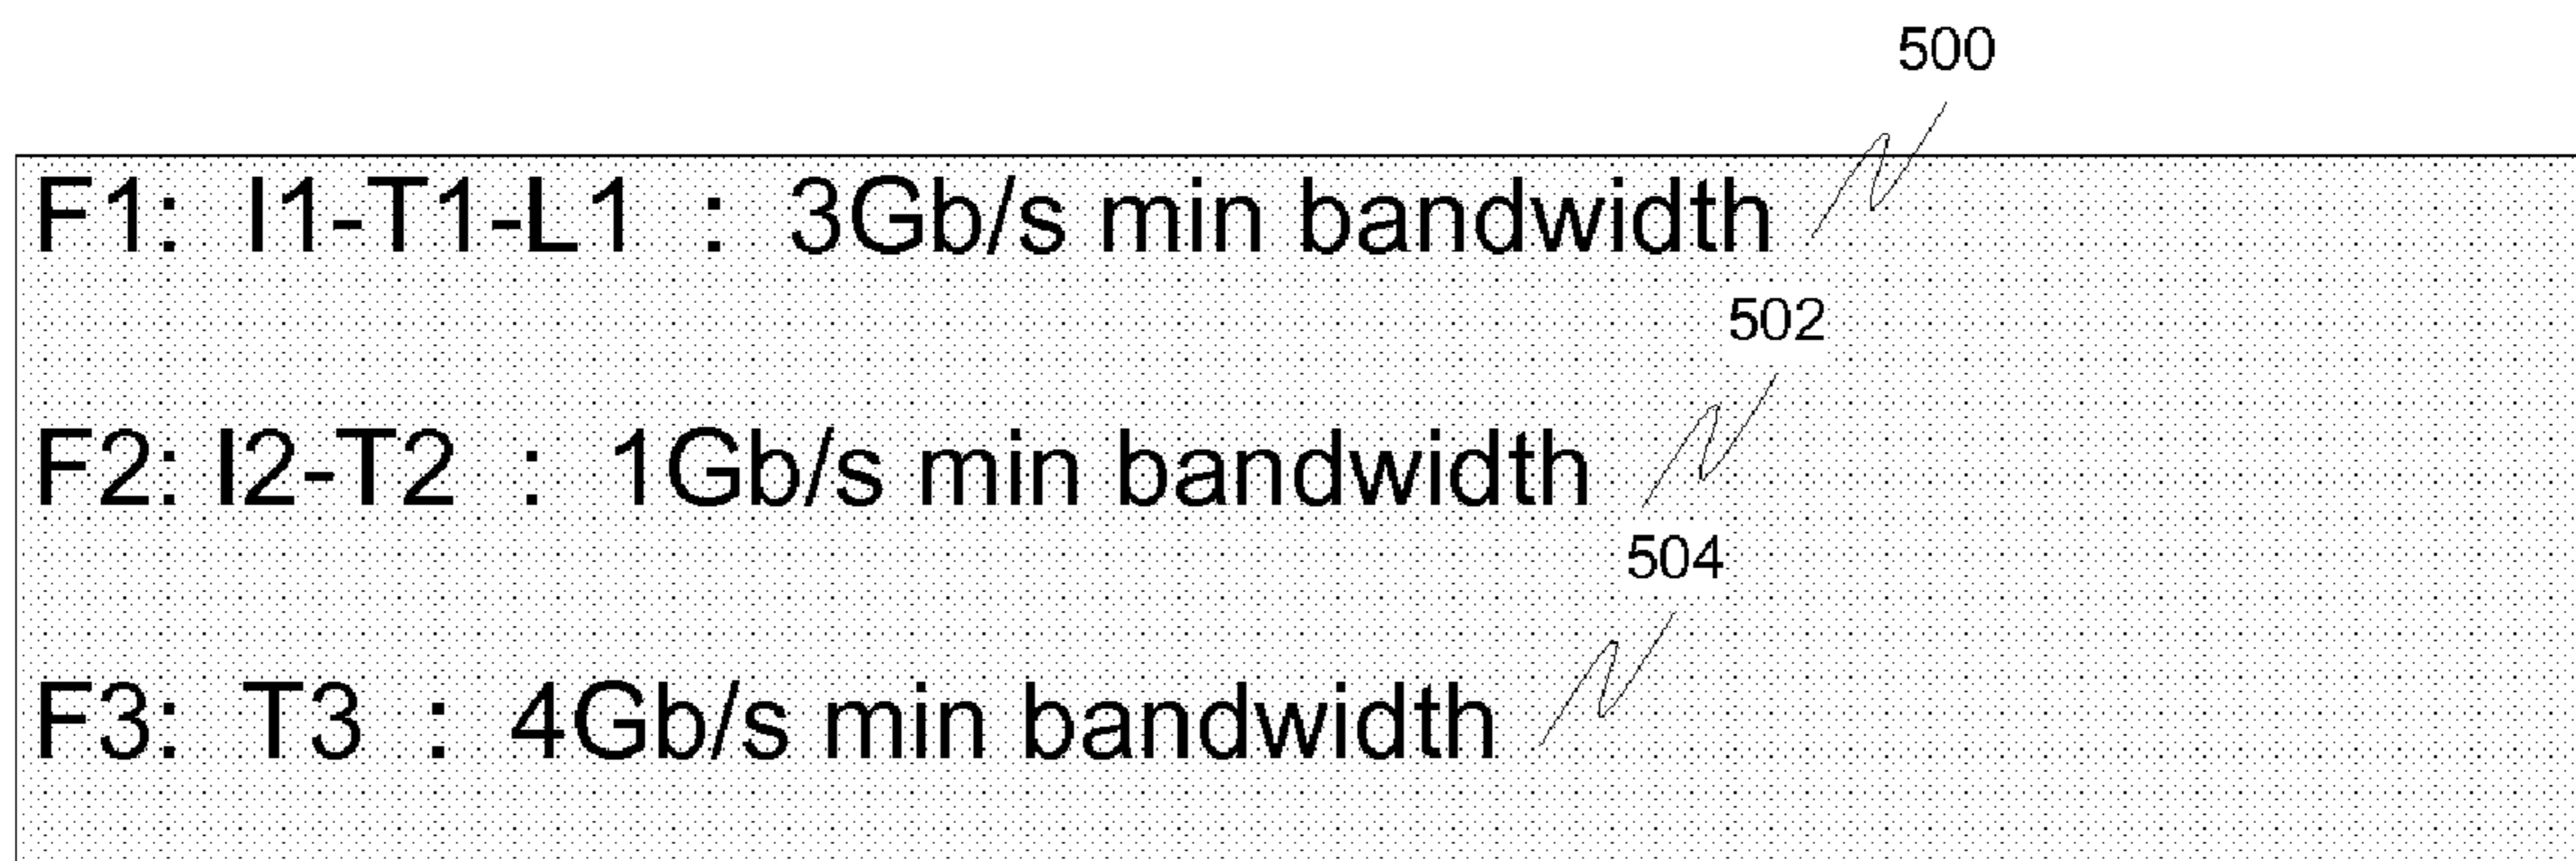 500
F1: I1-T1-L1 : 3Gb/s min bandwidth
502
F2: I2-T2 : 1Gb/s min bandwidth
504
F3: T3 : 4Gb/s min bandwidth